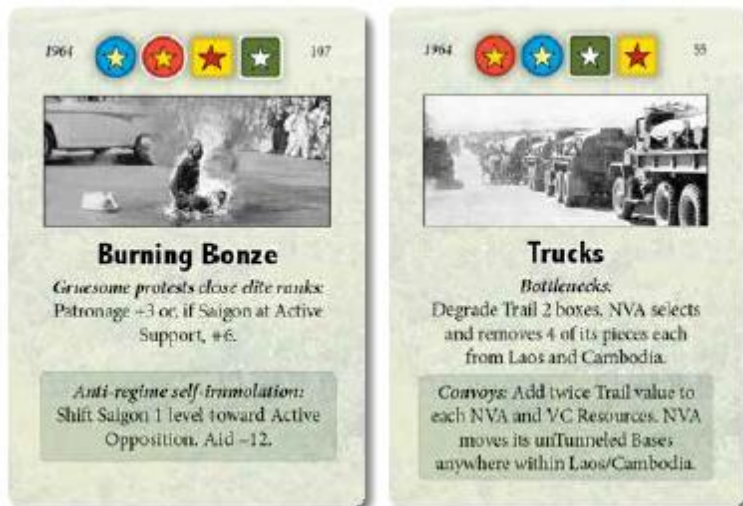 1964
107
Burning Bonze
Gruesome protests close elite ranks:
Patronage +3 or, if Saigon at Active
Support, +6.
Anti-regime self-immolation:
Shift Saigon 1 level toward Active
Opposition. Aid –12.
1964
55
Trucks
Bottlenecks:
Degrade Trail 2 boxes. NVA selects
and removes 4 of its pieces each
from Laos and Cambodia.
Convoys: Add twice Trail value to
each NVA and VC Resources. NVA
moves its unTunneled Bases
anywhere within Laos/Cambodia.